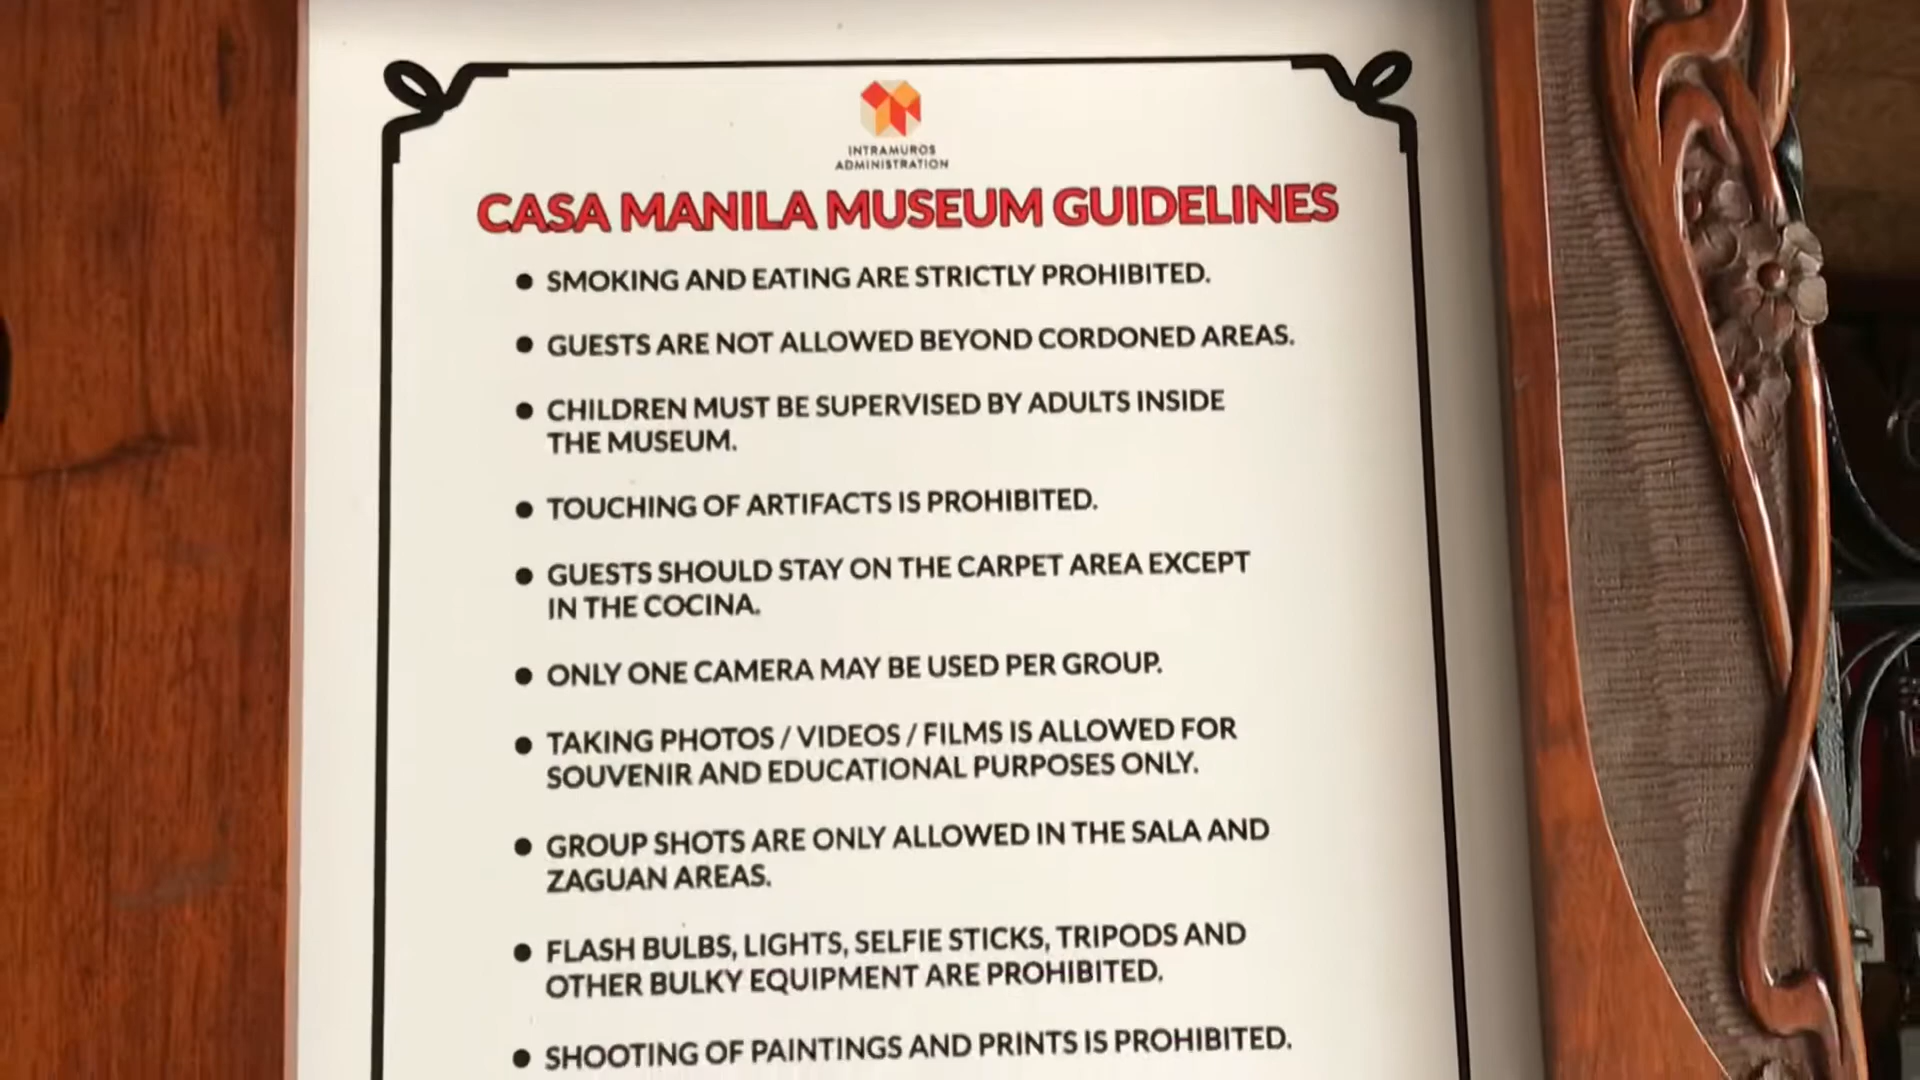 INTRAMUROS
ADMINISTRATION
CASA MANILA MUSEUM GUIDELINES
● SMOKING AND EATING ARE STRICTLY PROHIBITED.
● GUESTS ARE NOT ALLOWED BEYOND CORDONED AREAS.
● CHILDREN MUST BE SUPERVISED BY ADULTS INSIDE
THE MUSEUM.
● TOUCHING OF ARTIFACTS IS PROHIBITED.
● GUESTS SHOULD STAY ON THE CARPET AREA EXCEPT
IN THE COCINA.
● ONLY ONE CAMERA MAY BE USED PER GROUP.
● TAKING PHOTOS / VIDEOS / FILMS IS ALLOWED FOR
SOUVENIR AND EDUCATIONAL PURPOSES ONLY.
● GROUP SHOTS ARE ONLY ALLOWED IN THE SALA AND
ZAGUAN AREAS.
● FLASH BULBS, LIGHTS, SELFIE STICKS, TRIPODS AND
OTHER BULKY EQUIPMENT ARE PROHIBITED.
● SHOOTING OF PAINTINGS AND PRINTS IS PROHIBITED.